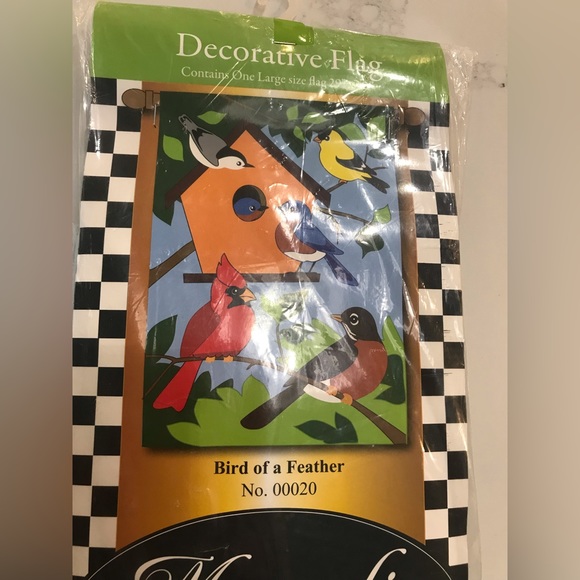 Decorative Flag
Contains One Large size flag
Bird of a Feather
No. 00020